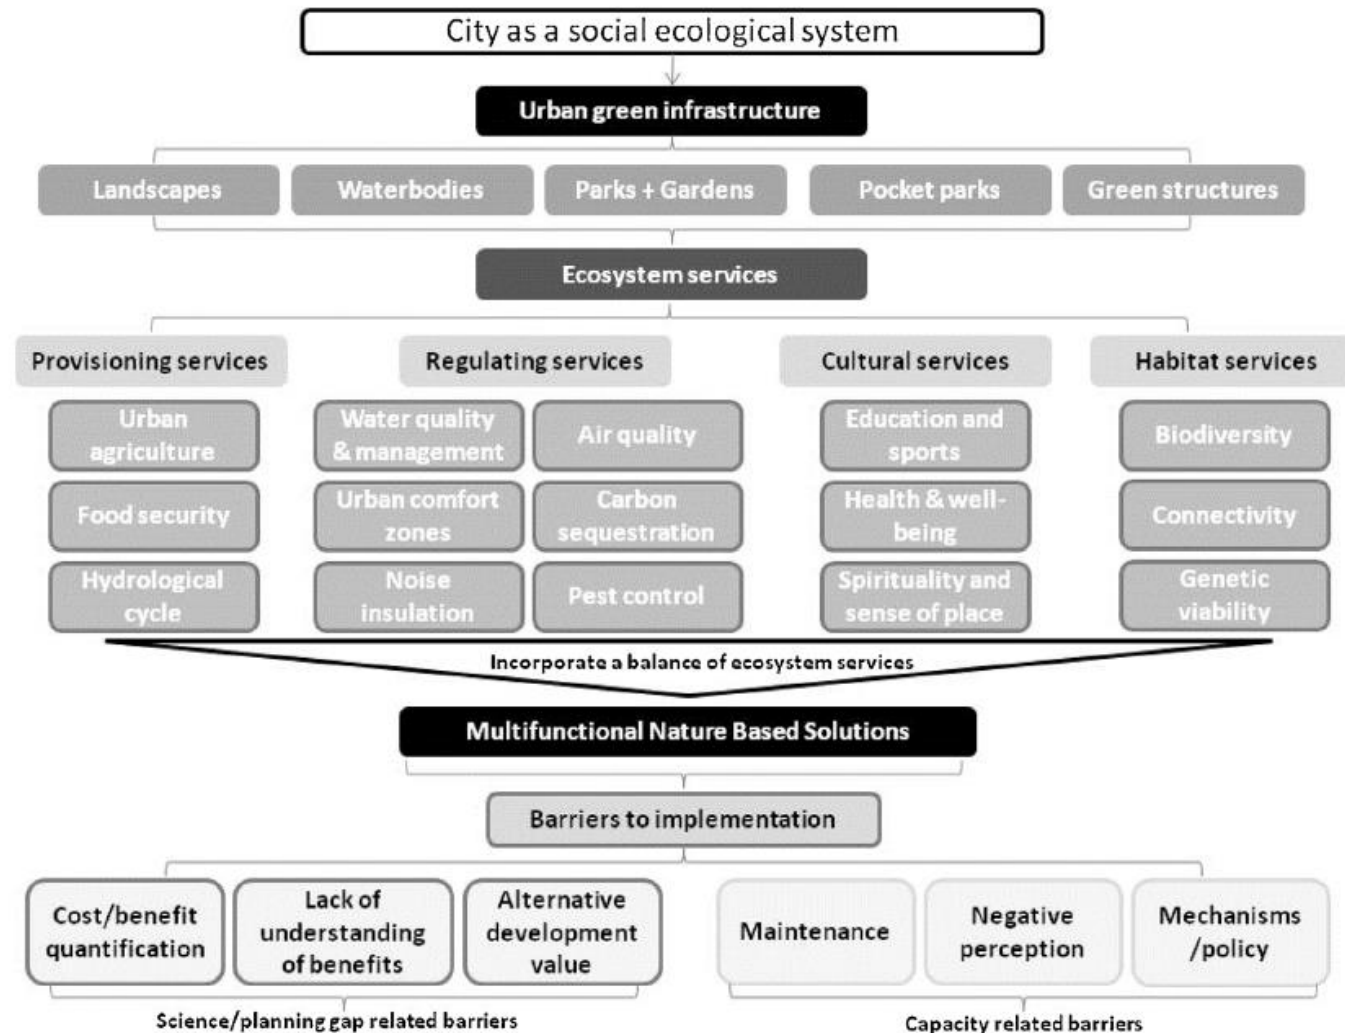 City as a social ecological system
Urban green infrastructure
Landscapes
Waterbodies
Parks + Gardens
Pocket parks
Green structures
Ecosystem services
Provisioning services
Regulating services
Cultural services
Habitat services
Urban
agriculture
Water quality
& management
Air quality
Education and
sports
Biodiversity
Food security
Urban comfort
zones
Carbon
sequestration
Health & well-
being
Connectivity
Hydrological
cycle
Noise
insulation
Pest control
Spirituality and
sense of place
Genetic
viability
Incorporate a balance of ecosystem services
Multifunctional Nature Based Solutions
Barriers to implementation
Cost/benefit
quantification
Lack of
understanding
of benefits
Alternative
development
value
Maintenance
Negative
perception
Mechanisms
/policy
Science/planning gap related barriers
Capacity related barriers